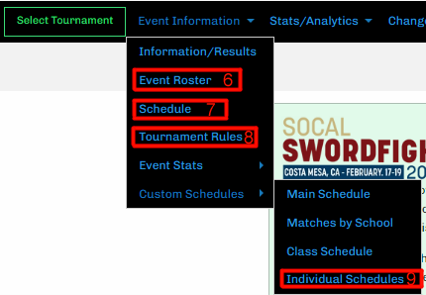 Select Tournament Event Information Stats/Analytics Chang
Information/Results
Event Roster 6
Schedule 7
Tournament Rules 8
Event Stats
Custom Schedules
Main Schedule
Matches by School
Class Schedule
Individual Schedules 9
SOCAL
SWORDFIG
COSTA MESA, CA - FEBRUARY. 17-19 20